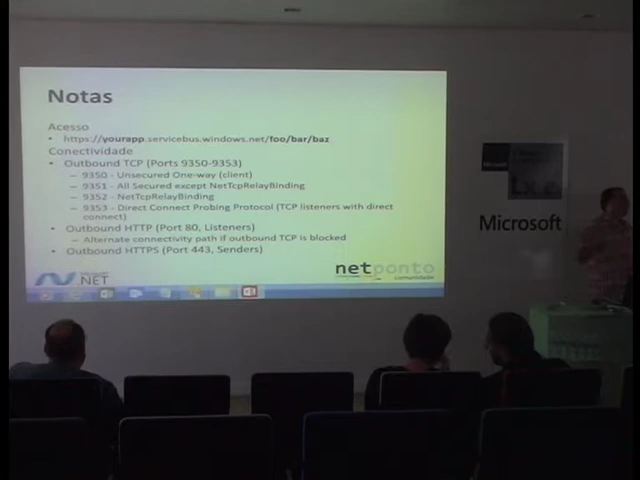 Notas
Acesso
• https://yourapp.servicebus.windows.net/foo/bar/baz
Conectividade
• Outbound TCP (Ports 9350-9353)
– 9350 - Unsecured One-way (client)
– 9351 - All Secured except NetTcpRelayBinding
– 9352 - NetTcpRelayBinding
– 9353 - Direct Connect Probing Protocol (TCP listeners with direct
connect)
• Outbound HTTP (Port 80, Listeners)
– Alternate connectivity path if outbound TCP is blocked
• Outbound HTTPS (Port 443, Senders)
Microsoft
.NET
netponto
comunidade
Microsoft